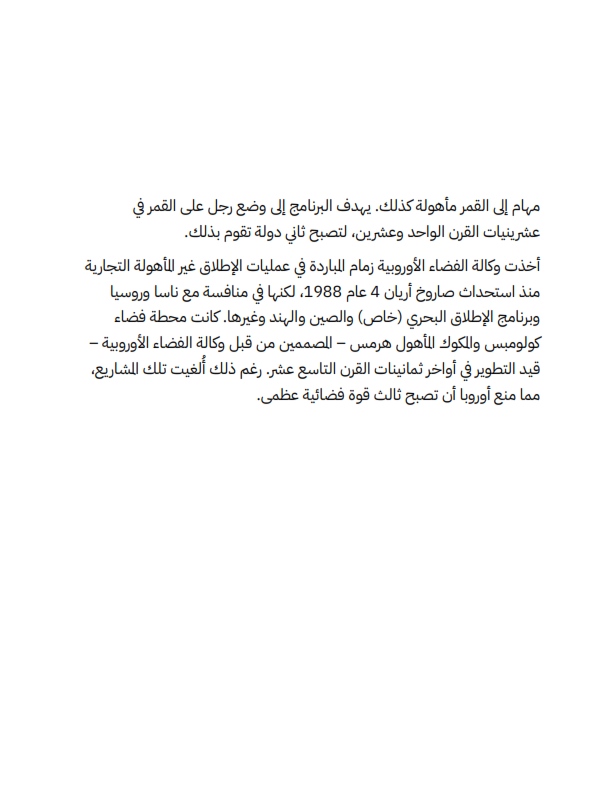 مهام إلى القمر مأهولة كذلك. يهدف البرنامج إلى وضع رجل على القمر في
عشرينيات القرن الواحد وعشرين، لتصبح ثاني دولة تقوم بذلك.
أخذت وكالة الفضاء الأوروبية زمام المباردة في عمليات الإطلاق غير المأهولة التجارية
منذ استحداث صاروخ أريان 4 عام 1988، لكنها في منافسة مع ناسا وروسيا
وبرنامج الإطلاق البحري (خاص) والصين والهند وغيرها. كانت محطة فضاء
كولومبس والمكوك المأهول هرمس – المصممين من قبل وكالة الفضاء الأوروبية –
قيد التطوير في أواخر ثمانينات القرن التاسع عشر. رغم ذلك أُلغيت تلك المشاريع،
مما منع أوروبا أن تصبح ثالث قوة فضائية عظمى.